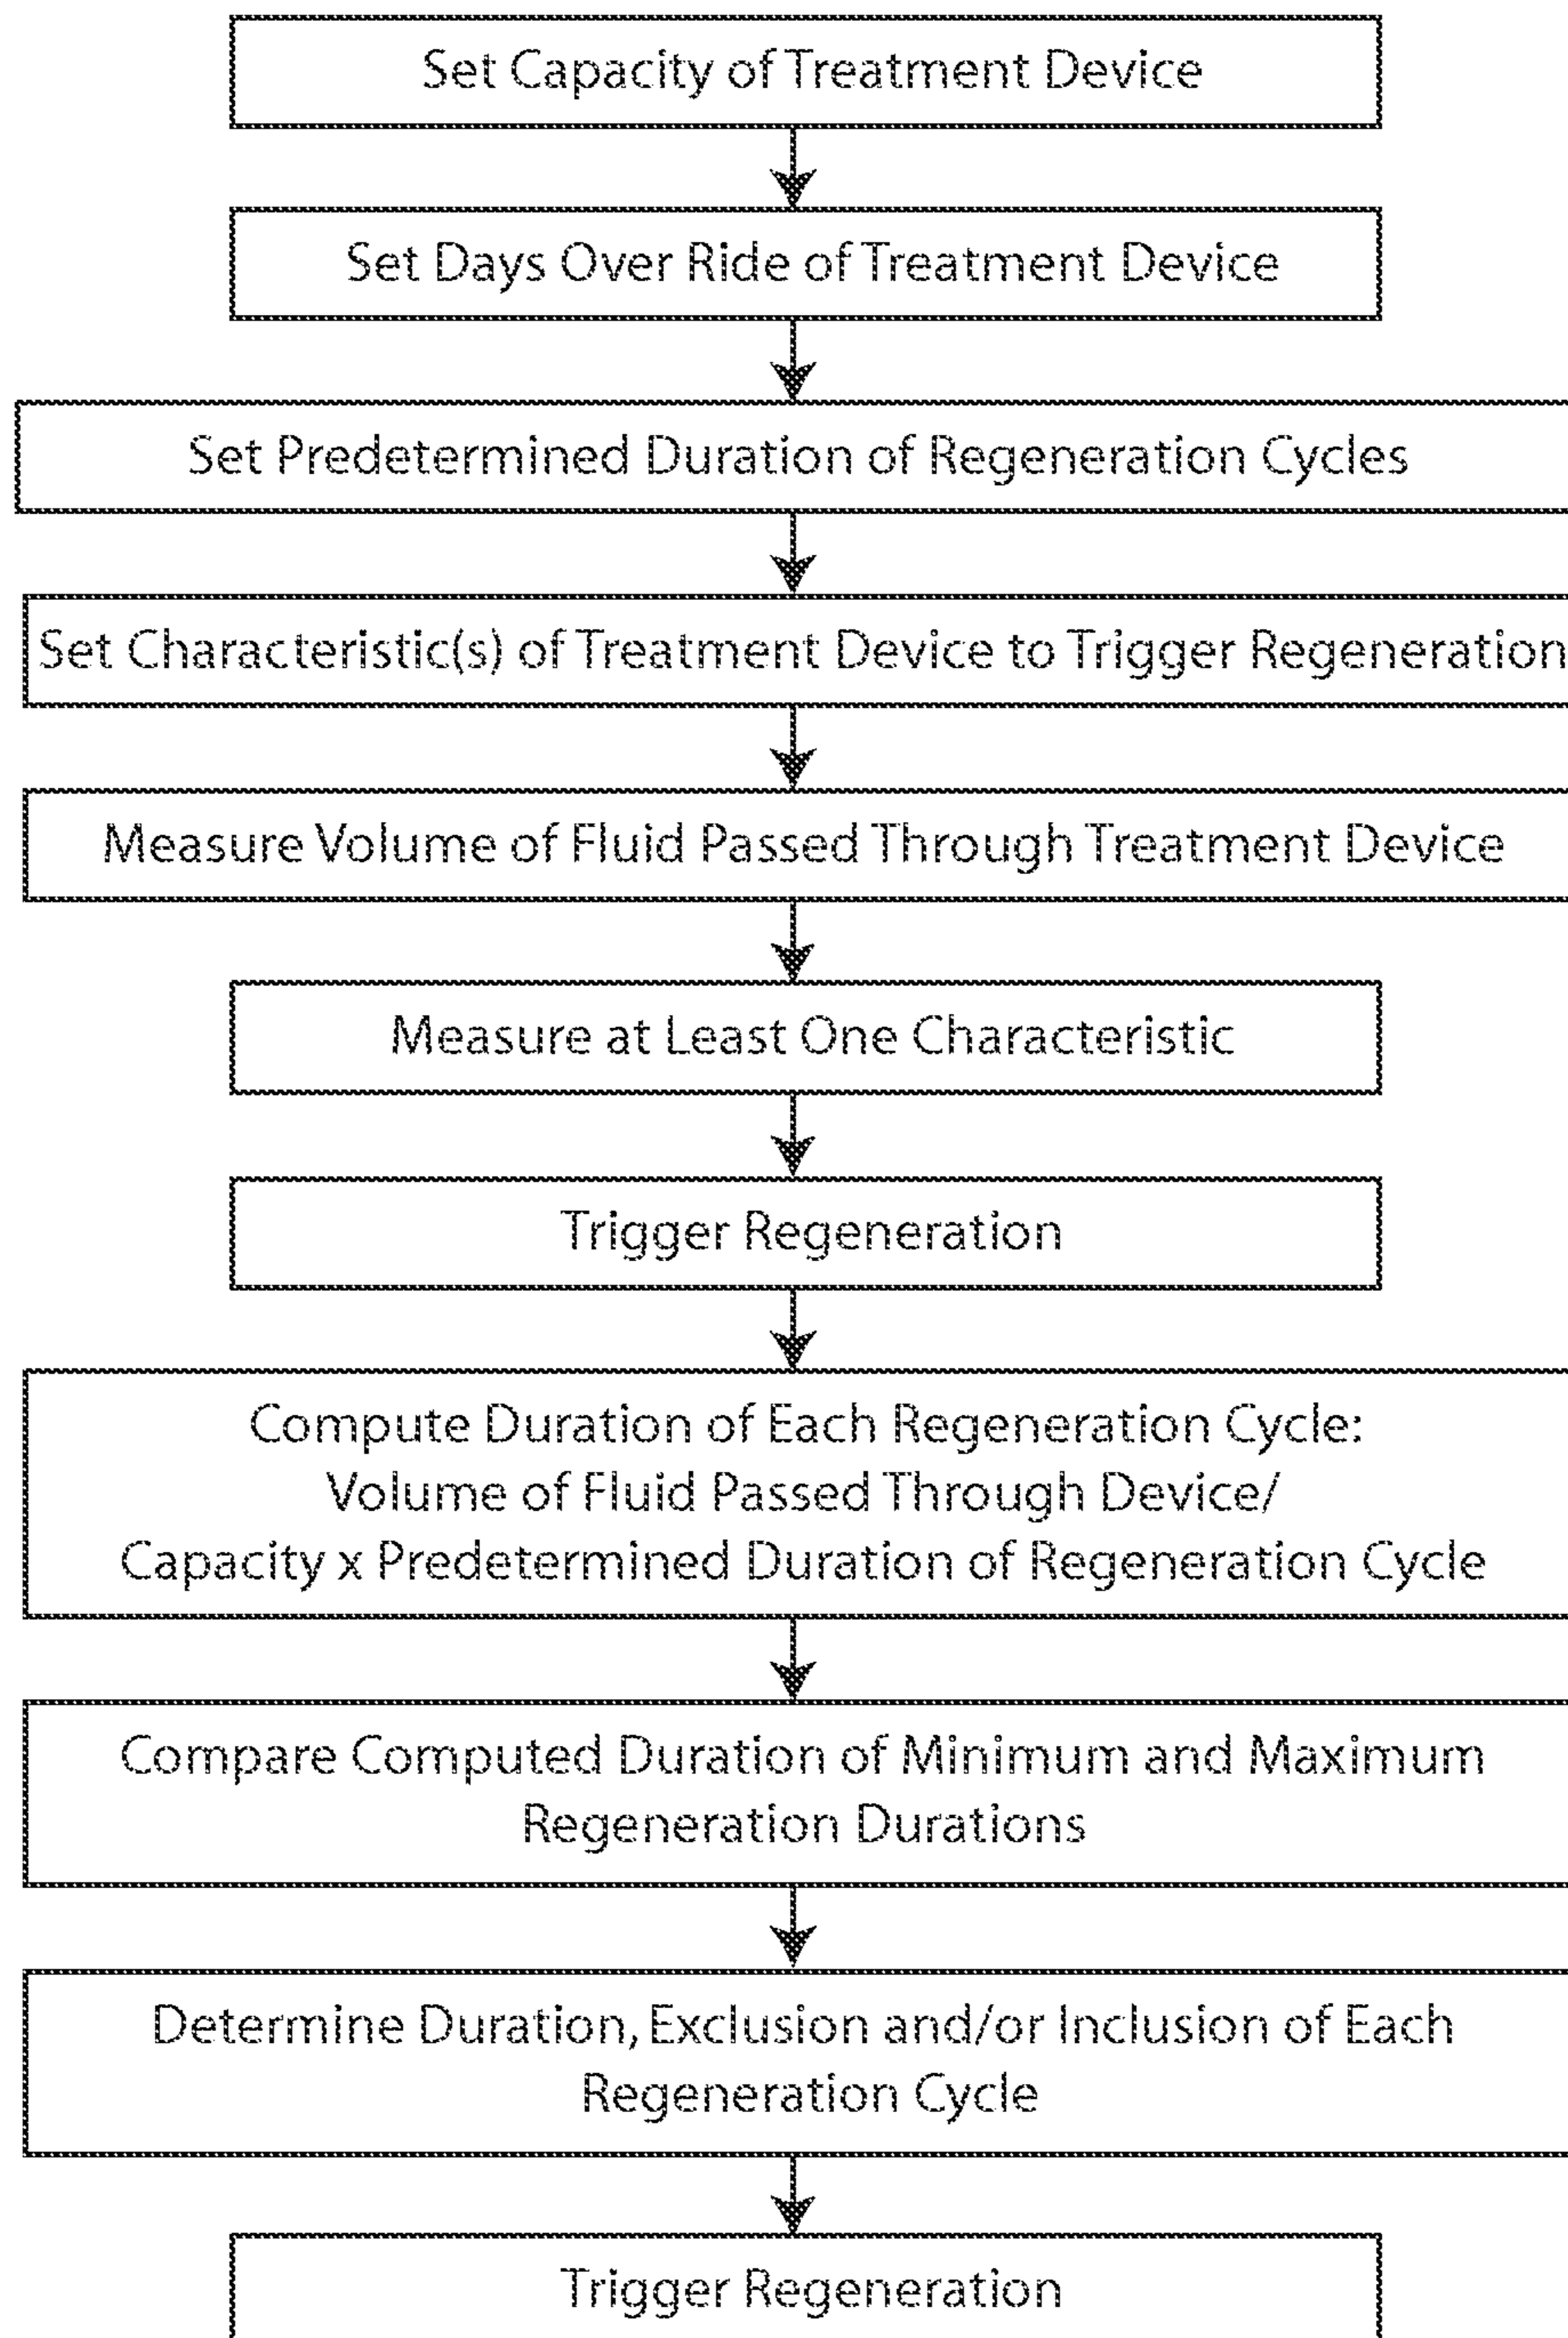 Set Capacity of Treatment Device
Set Days Over Ride of Treatment Device
Set Predetermined Duration of Regeneration Cycles
Set Characteristic(s) of Treatment Device to Trigger Regeneration
Measure Volume of Fluid Passed Through Treatment Device
Measure at Least One Characteristic
Trigger Regeneration
Compute Duration of Each Regeneration Cycle:
Volume of Fluid Passed Through Device/
Capacity x Predetermined Duration of Regeneration Cycle
Compare Computed Duration of Minimum and Maximum
Regeneration Durations
Determine Duration, Exclusion and/or Inclusion of Each
Regeneration Cycle
Trigger Regeneration